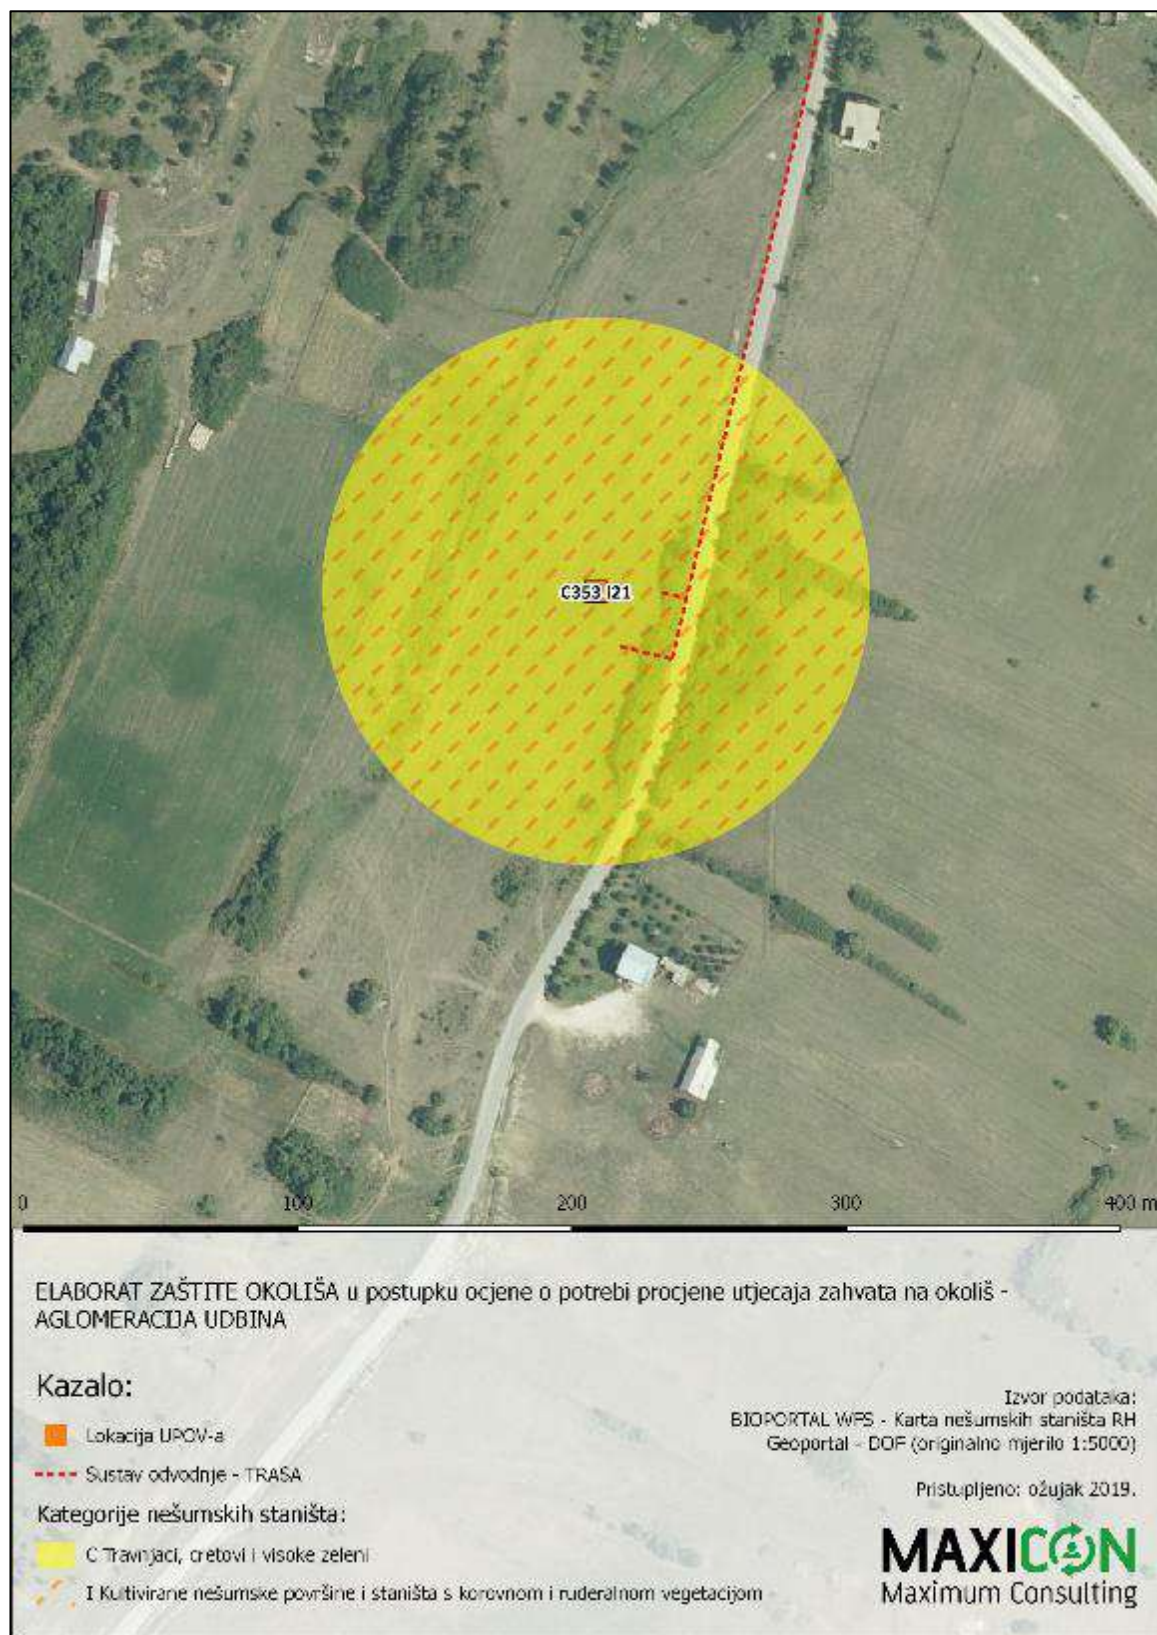 C353 I21
0 100 200 300 400 m
ELABORAT ZAŠTITE OKOLIŠA u postupku ocjene o potrebi procjene utjecaja zahvata na okoliš -
AGLOMERACIJA UDBINA
Kazalo:
Lokacija UPOV-a
Sustav odvodnje - TRASA
Kategorije nešumskih staništa:
C Travnjaci, cretovi i visoke zeleni
I Kultivirane nešumske površine i staništa s korovnom i ruderalnom vegetacijom
Izvor podataka:
BIOPORTAL WFS - Karta nešumskih staništa RH
Geoportal - DOF (originalno mjerilo 1:5000)
Pristupljeno: ožujak 2019.
MAXICON
Maximum Consulting